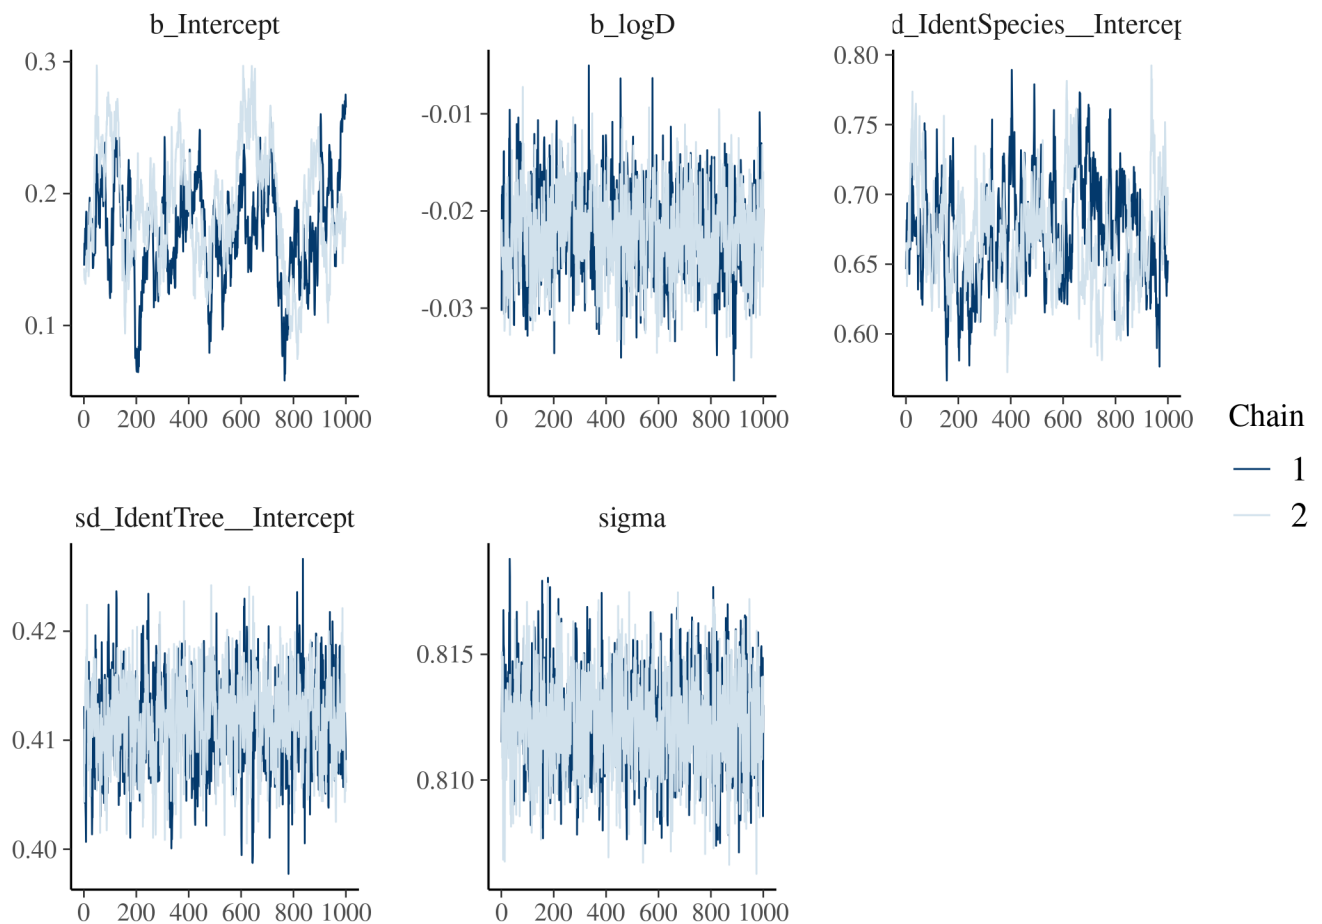 b_Intercept
b_logD
d_IdentSpecies__Intercep
0.3
0.2
0.1
0 200 400 600 800 1000
-0.01
-0.02
-0.03
0 200 400 600 800 1000
0.80
0.75
0.70
0.65
0.60
0 200 400 600 800 1000
Chain
1
2
sd_IdentTree__Intercept
sigma
0.42
0.41
0.40
0 200 400 600 800 1000
0.815
0.810
0 200 400 600 800 1000